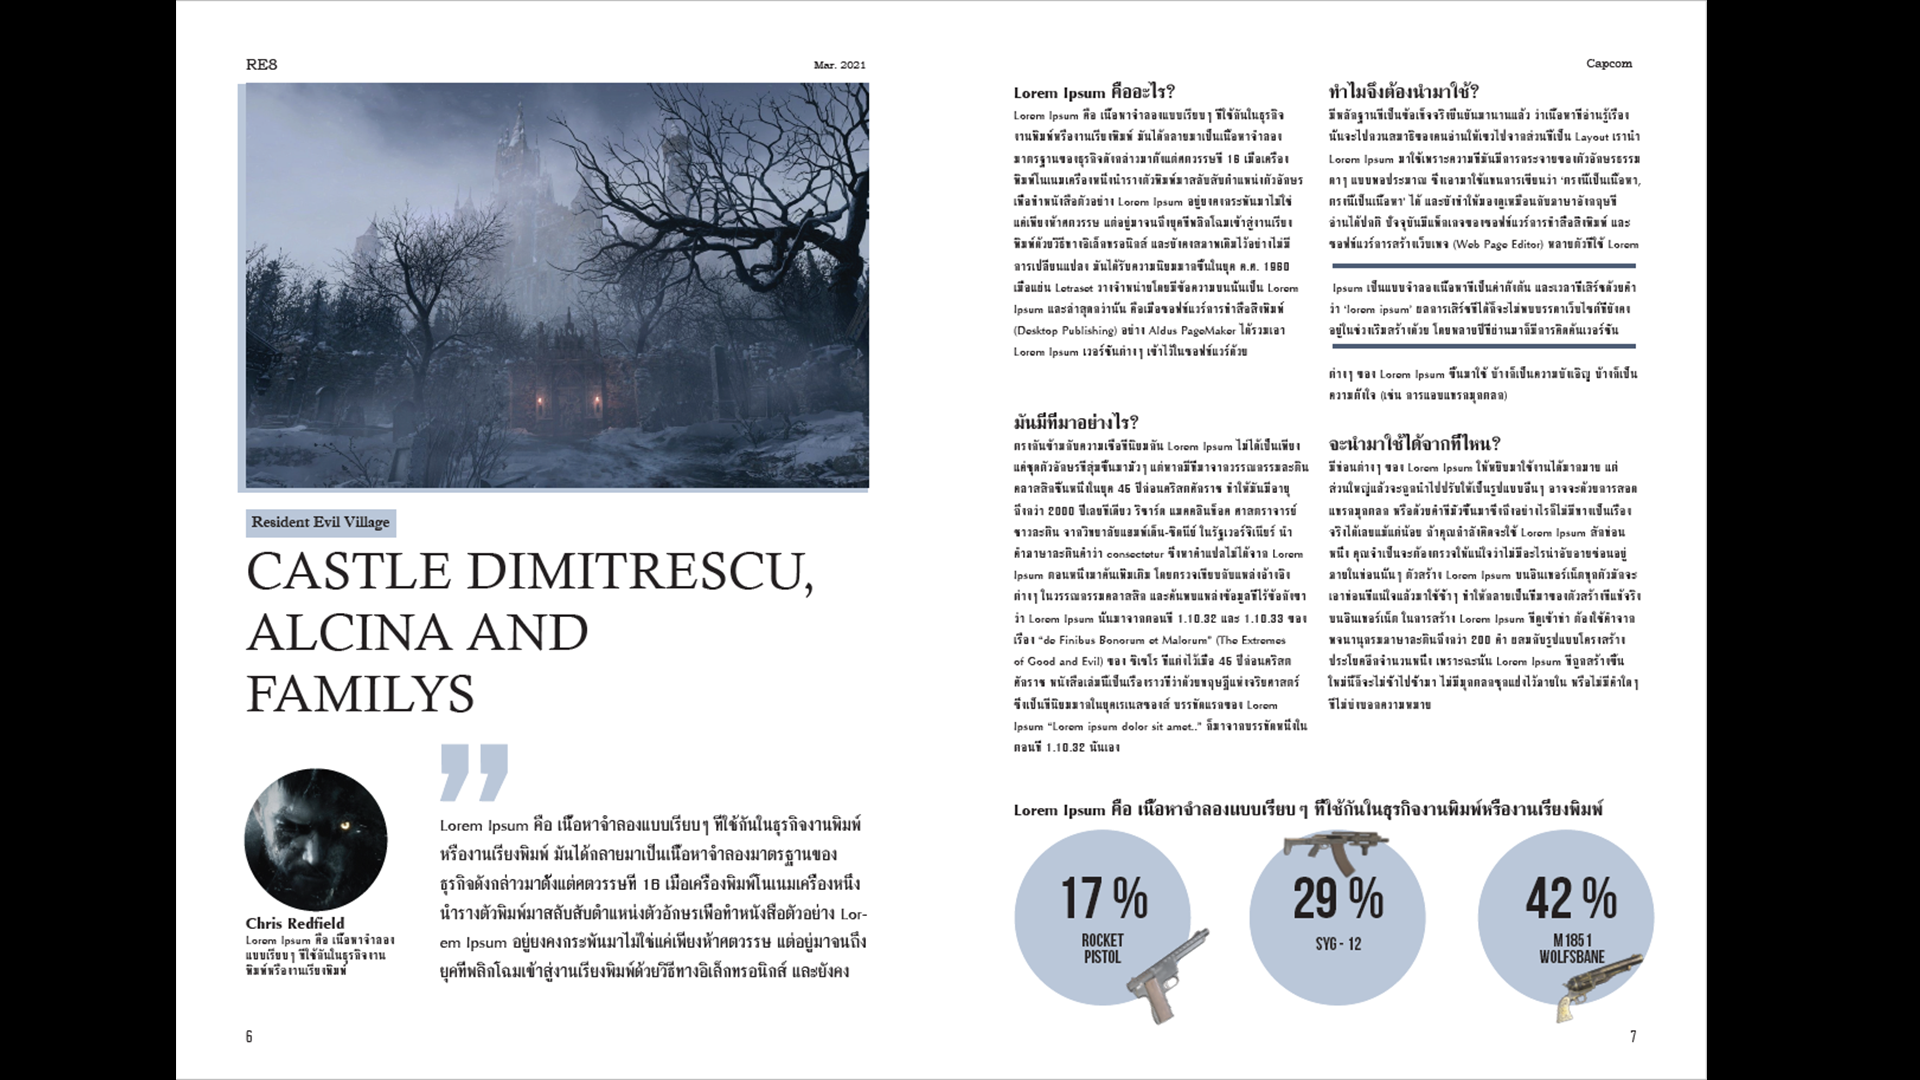 RE8
Mar. 2021
Resident Evil Village
CASTLE DIMITRESCU,
ALCINA AND
FAMILYS
Chris Redfield
Lorem Ipsum คือ เนื้อหาจำลอง
แบบเรียบๆ ที่ใช้กันในธุรกิจงาน
พิมพ์หรืองานเรียงพิมพ์
”
Lorem Ipsum คือ เนื้อหาจำลองแบบเรียบๆ ที่ใช้กันในธุรกิจงานพิมพ์
หรืองานเรียงพิมพ์ มันได้กลายมาเป็นเนื้อหาจำลองมาตรฐานของ
ธุรกิจดังกล่าวมาตั้งแต่ศตวรรษที่ 16 เมื่อเครื่องพิมพ์โนเนมเครื่องหนึ่ง
นำรางตัวพิมพ์มาสลับสับตำแหน่งตัวอักษรเพื่อทำหนังสือตัวอย่าง Lor-
em Ipsum อยู่ยงคงกระพันมาไม่ใช่แค่เพียงห้าศตวรรษ แต่อยู่มาจนถึง
ยุคที่พลิกโฉมเข้าสู่งานเรียงพิมพ์ด้วยวิธีทางอิเล็กทรอนิกส์ และยังคง
6
Capcom
Lorem Ipsum คืออะไร?
Lorem Ipsum คือ เนื้อหาจำลองแบบเรียบๆ ที่ใช้กันในธุรกิจ
งานพิมพ์หรืองานเรียงพิมพ์ มันได้กลายมาเป็นเนื้อหาจำลอง
มาตรฐานของธุรกิจดังกล่าวมาตั้งแต่ศตวรรษที่ 16 เมื่อเครื่อง
พิมพ์โนเนมเครื่องหนึ่งนำรางตัวพิมพ์มาสลับสับตำแหน่งตัวอักษร
เพื่อทำหนังสือตัวอย่าง Lorem Ipsum อยู่ยงคงกระพันมาไม่ใช่
แค่เพียงห้าศตวรรษ แต่อยู่มาจนถึงยุคที่พลิกโฉมเข้าสู่งานเรียง
พิมพ์ด้วยวิธีทางอิเล็กทรอนิกส์ และยังคงสภาพเดิมไว้อย่างไม่มี
การเปลี่ยนแปลง มันได้รับความนิยมมากขึ้นในยุค ค.ศ. 1960
เมื่อแผ่น Letraset วางจำหน่ายโดยมีข้อความบนนั้นเป็น Lorem
Ipsum และล่าสุดกว่านั้น คือเมื่อซอฟท์แวร์การทำสื่อสิ่งพิมพ์
(Desktop Publishing) อย่าง Aldus PageMaker ได้รวมเอา
Lorem Ipsum เวอร์ชั่นต่างๆ เข้าไว้ในซอฟท์แวร์ด้วย
มันมีที่มาอย่างไร?
ตรงกันข้ามกับความเชื่อที่นิยมกัน Lorem Ipsum ไม่ได้เป็นเพียง
แค่ชุดตัวอักษรที่สุ่มขึ้นมามั่วๆ แต่หากมีที่มาจากวรรณกรรมละติน
คลาสสิกชิ้นหนึ่งในยุค 45 ปีก่อนคริสตศักราช ทำให้มันมีอายุ
ถึงกว่า 2000 ปีเลยทีเดียว ริชาร์ด แมคคลินท็อค ศาสตราจารย์
ชาวละติน จากวิทยาลัยแฮมพ์เด็น-ซิดนีย์ ในรัฐเวอร์จิเนียร์ นำ
คำภาษาละตินคำว่า consectetur ซึ่งหาคำแปลไม่ได้จาก Lorem
Ipsum ตอนหนึ่งมาค้นเพิ่มเติม โดยตรวจเทียบกับแหล่งอ้างอิง
ต่างๆ ในวรรณกรรมคลาสสิก และค้นพบแหล่งข้อมูลที่ไร้ข้อกังขา
ว่า Lorem Ipsum นั้นมาจากตอนที่ 1.10.32 และ 1.10.33 ของ
เรื่อง “de Finibus Bonorum et Malorum” (The Extremes
of Good and Evil) ของ ซิเซโร ที่แต่งไว้เมื่อ 45 ปีก่อนคริสต
ศักราช หนังสือเล่มนี้เป็นเรื่องราวที่ว่าด้วยทฤษฎีแห่งจริยศาสตร์
ซึ่งเป็นที่นิยมมากในยุคเรเนสซองส์ บรรทัดแรกของ Lorem
Ipsum “Lorem ipsum dolor sit amet..” ก็มาจากบรรทัดหนึ่งใน
ตอนที่ 1.10.32 นั่นเอง
ทำไมจึงต้องนำมาใช้?
มีหลักฐานที่เป็นข้อเท็จจริงยืนยันมานานแล้ว ว่าเนื้อหาที่อ่านรู้เรื่อง
นั้นจะไปกวนสมาธิของคนอ่านให้เขวไปจากส่วนที่เป็น Layout เรานำ
Lorem Ipsum มาใช้เพราะความที่มันมีการกระจายของตัวอักษรธรรม
ดาๆ แบบพอประมาณ ซึ่งเอามาใช้แทนการเขียนว่า ‘ตรงนี้เป็นเนื้อหา,
ตรงนี้เป็นเนื้อหา' ได้ และยังทำให้มองดูเหมือนกับภาษาอังกฤษที่
อ่านได้ปกติ ปัจจุบันมีแพ็กเกจของซอฟท์แวร์การทำสื่อสิ่งพิมพ์ และ
ซอฟท์แวร์การสร้างเว็บเพจ (Web Page Editor) หลายตัวที่ใช้ Lorem
Ipsum เป็นแบบจำลองเนื้อหาที่เป็นค่าตั้งต้น และเวลาที่เสิร์ชด้วยคำ
ว่า 'lorem ipsum' ผลการเสิร์ชที่ได้ก็จะไม่พบบรรดาเว็บไซต์ที่ยังคง
อยู่ในช่วงเริ่มสร้างด้วย โดยหลายปีที่ผ่านมาก็มีการคิดค้นเวอร์ชั่น
ต่างๆ ของ Lorem Ipsum ขึ้นมาใช้ บ้างก็เป็นความบังเอิญ บ้างก็เป็น
ความตั้งใจ (เช่น การแอบแทรกมุกตลก)
จะนำมาใช้ได้จากที่ไหน?
มีท่อนต่างๆ ของ Lorem Ipsum ให้หยิบมาใช้งานได้มากมาย แต่
ส่วนใหญ่แล้วจะถูกนำไปปรับให้เป็นรูปแบบอื่นๆ อาจจะด้วยการสอด
แทรกมุกตลก หรือด้วยคำที่มั่วขึ้นมาซึ่งถึงอย่างไรก็ไม่มีทางเป็นเรื่อง
จริงได้เลยแม้แต่น้อย ถ้าคุณกำลังคิดจะใช้ Lorem Ipsum สักท่อน
หนึ่ง คุณจำเป็นจะต้องตรวจให้แน่ใจว่าไม่มีอะไรน่าอับอายซ่อนอยู่
ภายในท่อนนั้นๆ ตัวสร้าง Lorem Ipsum บนอินเทอร์เน็ตทุกตัวมักจะ
เอาท่อนที่แน่ใจแล้วมาใช้ซ้ำๆ ทำให้กลายเป็นที่มาของตัวสร้างที่แท้จริง
บนอินเทอร์เน็ต ในการสร้าง Lorem Ipsum ที่ดูเข้าท่า ต้องใช้คำจาก
พจนานุกรมภาษาละตินถึงกว่า 200 คำ ผสมกับรูปแบบโครงสร้าง
ประโยคอีกจำนวนหนึ่ง เพราะฉะนั้น Lorem Ipsum ที่ถูกสร้างขึ้น
ใหม่นี้ก็จะไม่ซ้ำไปซ้ำมา ไม่มีมุกตลกซุกแฝงไว้ภายใน หรือไม่มีคำใดๆ
ที่ไม่บ่งบอกความหมาย
Lorem Ipsum คือ เนื้อหาจำลองแบบเรียบๆ ที่ใช้กันในธุรกิจงานพิมพ์หรืองานเรียงพิมพ์
17 %
ROCKET
PISTOL
29 %
SYG - 12
42 %
M1851
WOLFSBANE
7